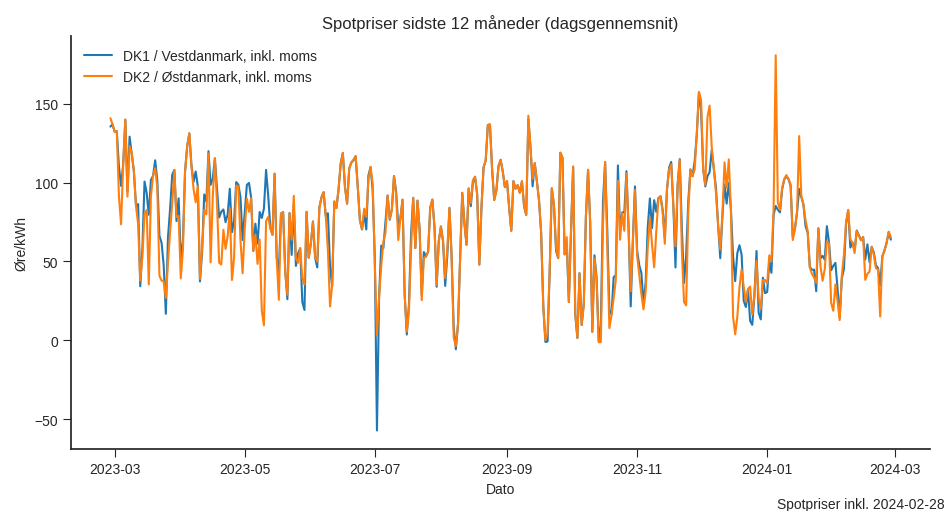 Spotpriser sidste 12 måneder (dagsgennemsnit)
DK1 / Vestdanmark, inkl. moms
DK2 / Østdanmark, inkl. moms
Øre/kWh
150
100
50
0
−50
2023-03
2023-05
2023-07
2023-09
2023-11
2024-01
2024-03
Dato
Spotpriser inkl. 2024-02-28